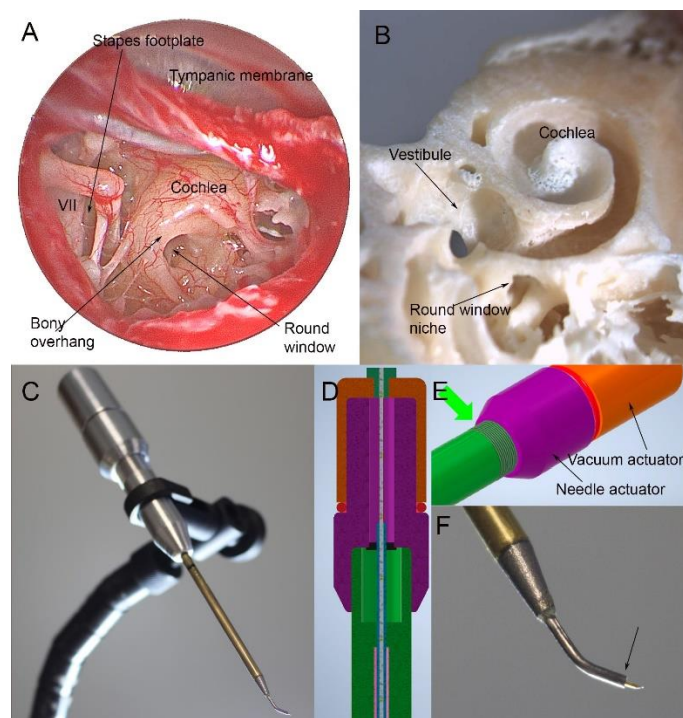 A
Stapes footplate
Tympanic membrane
Cochlea
VII
Bony
overhang
Round
window
B
Cochlea
Vestibule
Round window
niche
C
D
E
Vacuum actuator
Needle actuator
F